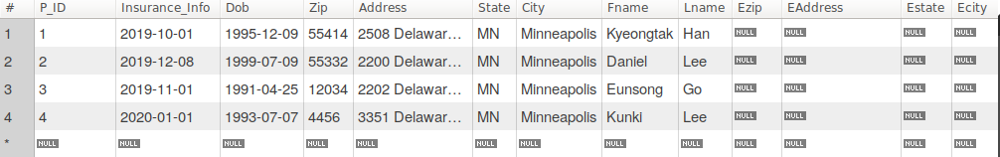 # P_ID Insurance_Info Dob Zip Address State City Fname Lname Ezip EAddress Estate Ecity
1 1 2019-10-01 1995-12-09 55414 2508 Delawar... MN Minneapolis Kyeongtak Han NULL NULL NULL NULL
2 2 2019-12-08 1999-07-09 55332 2200 Delawar... MN Minneapolis Daniel Lee NULL NULL NULL NULL
3 3 2019-11-01 1991-04-25 12034 2202 Delawar... MN Minneapolis Eunsong Go NULL NULL NULL NULL
4 4 2020-01-01 1993-07-07 4456 3351 Delawar... MN Minneapolis Kunki Lee NULL NULL NULL NULL
* NULL NULL NULL NULL NULL NULL NULL NULL NULL NULL NULL NULL NULL